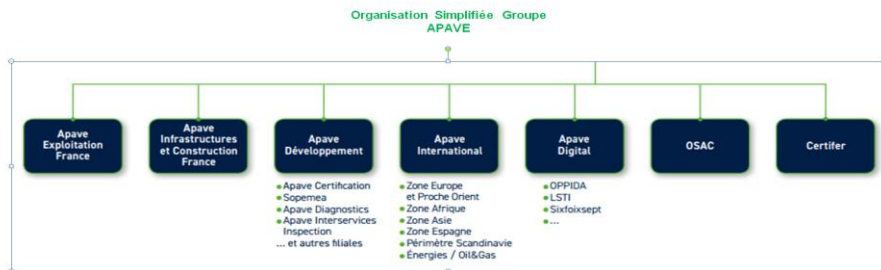 Organisation Simplifiée Groupe
APAVE
Apave
Exploitation
France
Apave
Infrastructures
et Construction
France
Apave
Développement
Apave
International
Apave
Digital
OSAC
Certifer
Apave Certification
Sopemea
Apave Diagnostics
Apave Interservices
Inspection
... et autres filiales
Zone Europe
et Proche Orient
Zone Afrique
Zone Asie
Zone Espagne
Périmètre Scandinavie
Énergies / Oil&Gas
OPPIDA
LSTI
Sixfoixsept
...